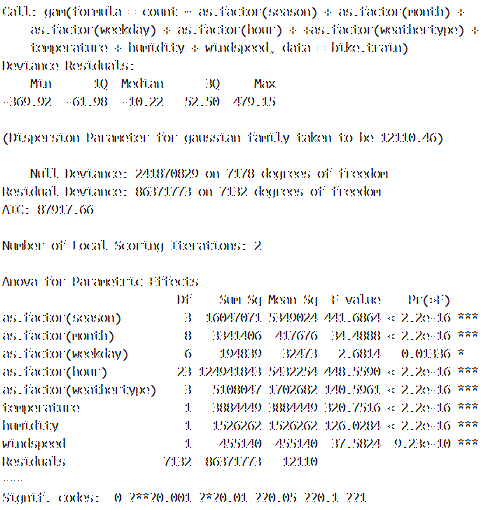 Call: gam(formula = count ~ as.factor(season) + as.factor(month) +
as.factor(weekday) + as.factor(hour) + +as.factor(weathertype) +
temperature + humidity + windspeed, data = bike.train)
Deviance Residuals:
Min 1Q Median 3Q Max
-369.92 -61.98 -10.22 52.50 479.15
(Dispersion Parameter for gaussian family taken to be 12110.46)
Null Deviance: 241870829 on 7178 degrees of freedom
Residual Deviance: 86371773 on 7132 degrees of freedom
AIC: 87917.66
Number of Local Scoring Iterations: 2
Anova for Parametric Effects
Df Sum Sq Mean Sq F value Pr(>F)
as.factor(season) 3 16047071 5349024 441.6864 < 2.2e-16 ***
as.factor(month) 8 3341406 417676 34.4888 < 2.2e-16 ***
as.factor(weekday) 6 194839 32473 2.6814 0.01336 *
as.factor(hour) 23 124941843 5432254 448.5590 < 2.2e-16 ***
as.factor(weathertype) 3 5108047 1702682 140.5961 < 2.2e-16 ***
temperature 1 3884449 3884449 320.7516 < 2.2e-16 ***
humidity 1 1526262 1526262 126.0284 < 2.2e-16 ***
windspeed 1 455140 455140 37.5824 9.23e-10 ***
Residuals 7132 86371773 12110
Signif. codes: 0 ?**?0.001 ?*?0.01 ??0.05 ??0.1 ??1